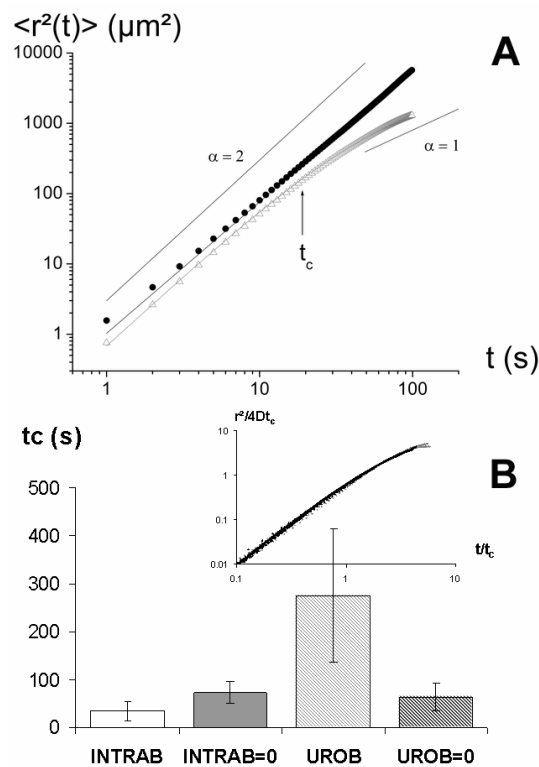 <r²(t)> (µm²)
A
10000
1000
100
10
1
α = 2
α = 1
t_c
1
10
100
t (s)
tc (s)
B
r²/4Dt_c
10
1
0.1
0.01
0.1
1
10
t/t_c
500
400
300
200
100
0
INTRAB
INTRAB=0
UROB
UROB=0